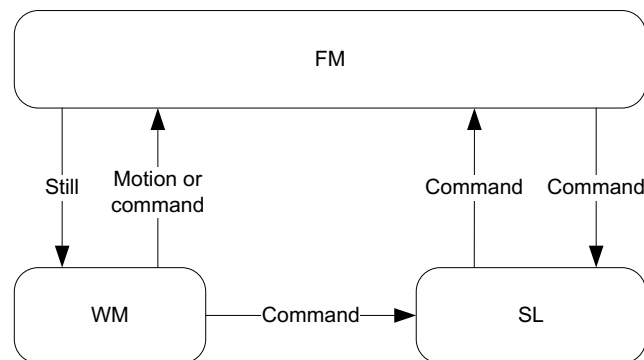 FM
Still
Motion or
command
Command
Command
WM
Command
SL